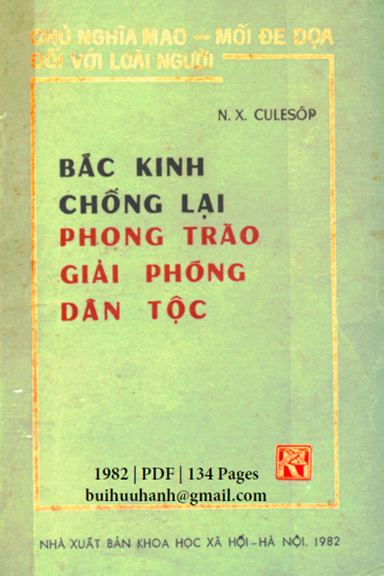 CHỦ NGHĨA MAO — MỐI ĐE DỌA
ĐỐI VỚI LOÀI NGƯỜI
N. X. CULESÔP
BẮC KINH
CHỐNG LẠI
PHONG TRÀO
GIẢI PHÓNG
DÂN TỘC
1982 | PDF | 134 Pages
buihuuhanh@gmail.com
NHÀ XUẤT BẢN KHOA HỌC XÃ HỘI - HÀ NỘI. 1982